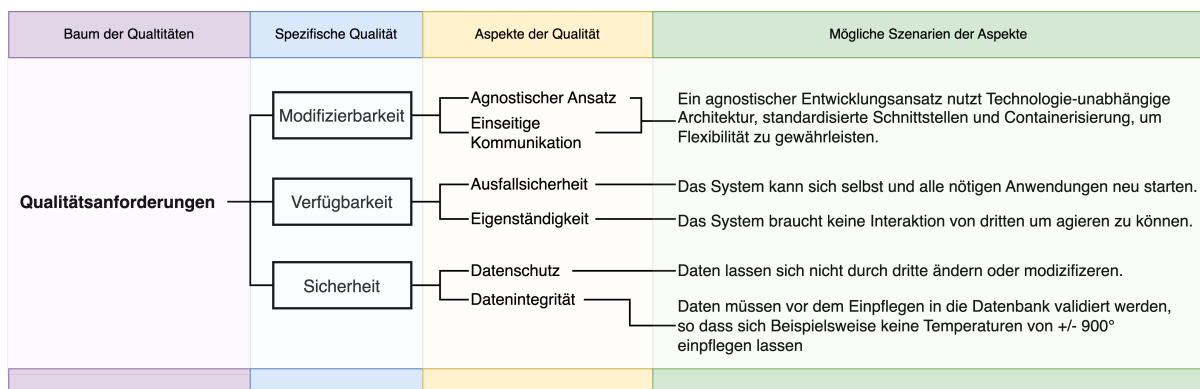 Baum der Qualtitäten
Spezifische Qualität
Aspekte der Qualität
Mögliche Szenarien der Aspekte
Qualitätsanforderungen
Modifizierbarkeit
Agnostischer Ansatz
Einseitige
Kommunikation
Ein agnostischer Entwicklungsansatz nutzt Technologie-unabhängige
Architektur, standardisierte Schnittstellen und Containerisierung, um
Flexibilität zu gewährleisten.
Verfügbarkeit
Ausfallsicherheit
Das System kann sich selbst und alle nötigen Anwendungen neu starten.
Eigenständigkeit
Das System braucht keine Interaktion von dritten um agieren zu können.
Sicherheit
Datenschutz
Daten lassen sich nicht durch dritte ändern oder modizifizeren.
Datenintegrität
Daten müssen vor dem Einpflegen in die Datenbank validiert werden,
so dass sich Beispielsweise keine Temperaturen von +/- 900°
einpflegen lassen